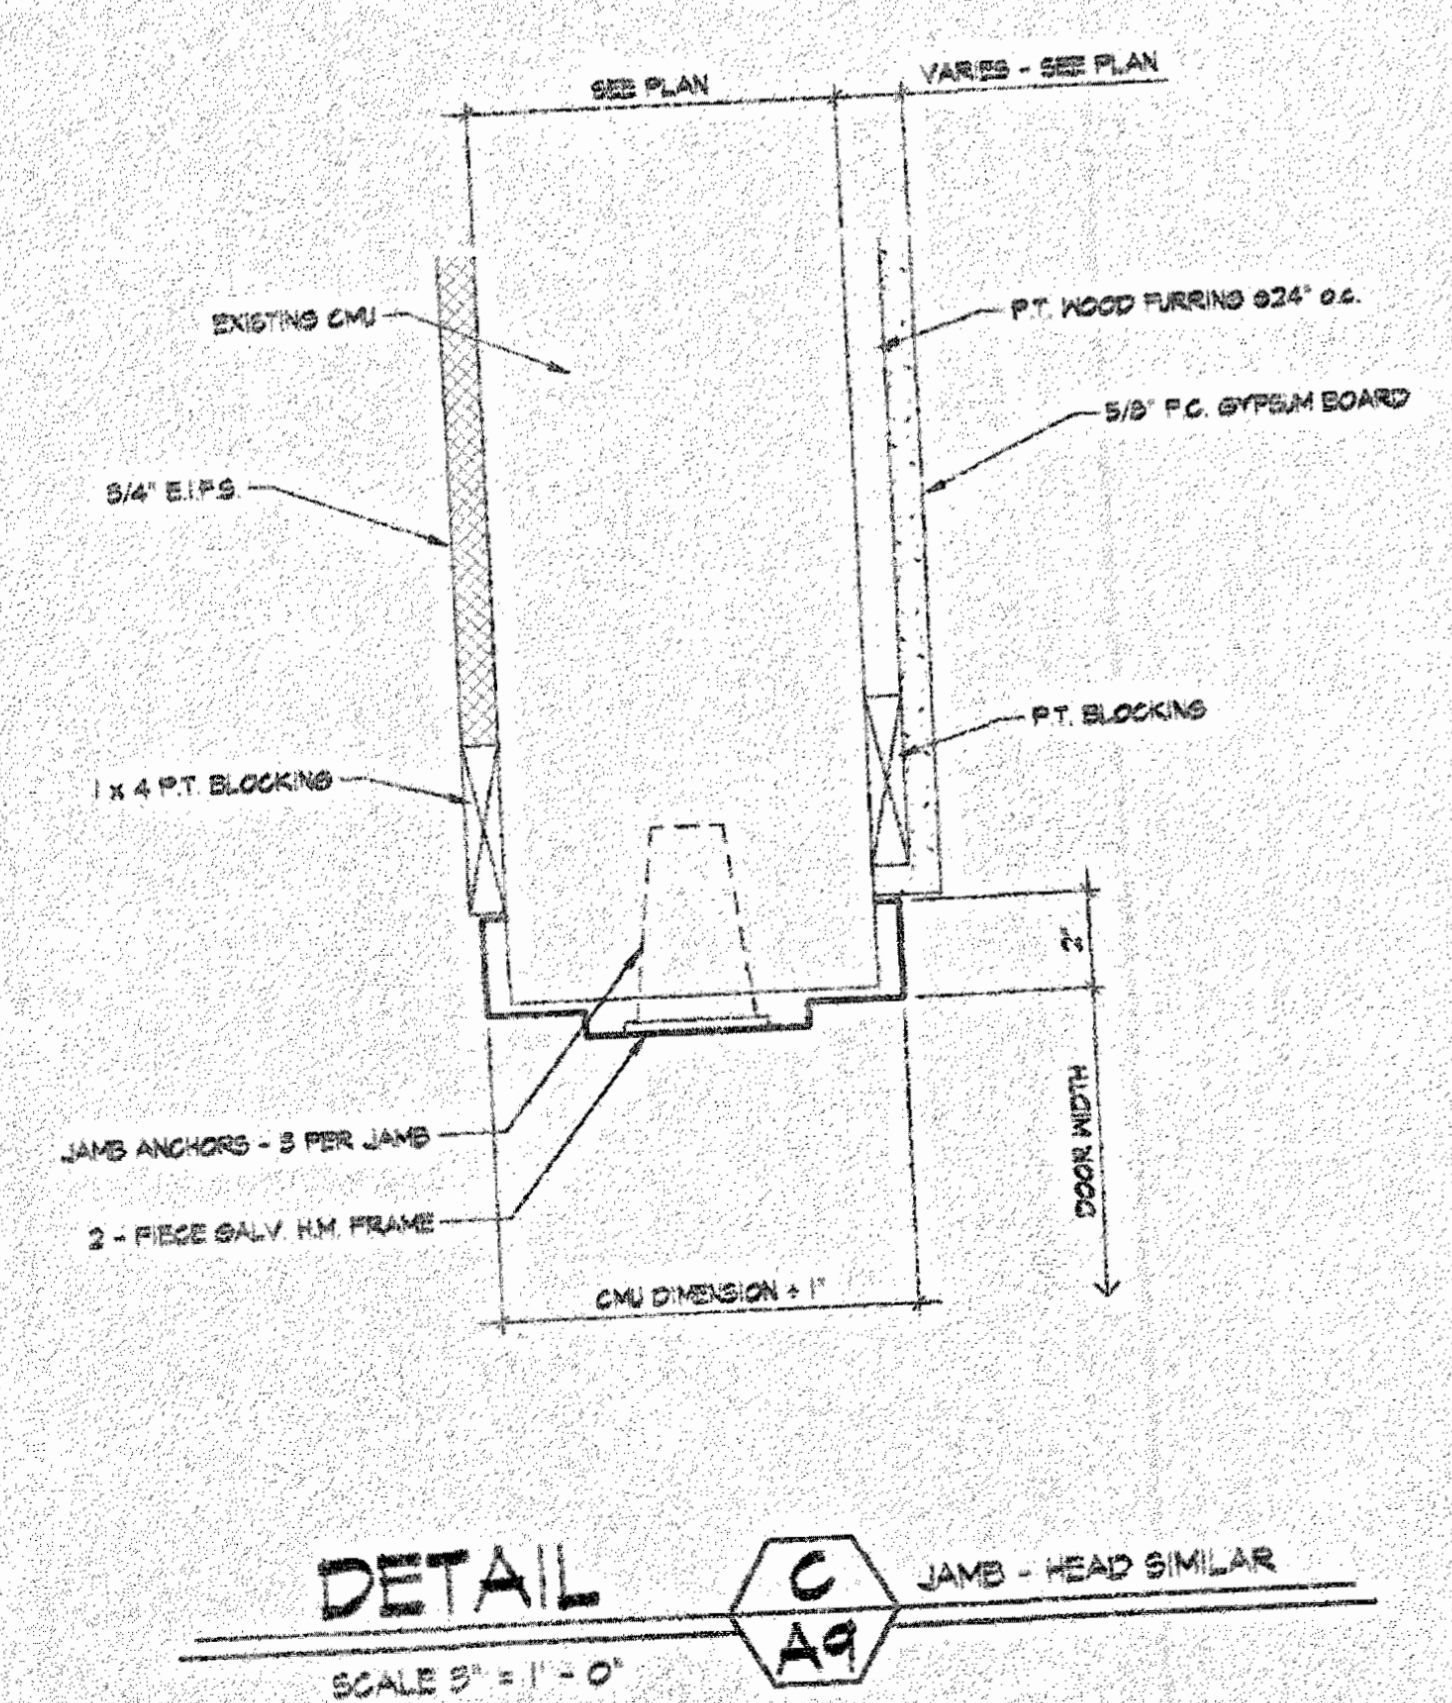 SEE PLAN
VARIES - SEE PLAN
EXISTING CMU
P.T. WOOD FURRING @24" o.c.
5/8" F.C. GYPSUM BOARD
3/4" E.I.F.S.
P.T. BLOCKING
1 x 4 P.T. BLOCKING
2"
DOOR WIDTH
JAMB ANCHORS - 3 PER JAMB
2 - PIECE GALV. H.M. FRAME
CMU DIMENSION + 1"
DETAIL
C
A9
JAMB - HEAD SIMILAR
SCALE 3" = 1' - 0"